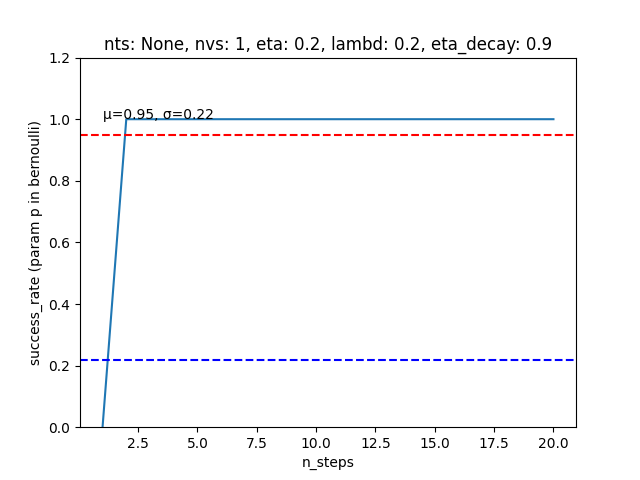 nts: None, nvs: 1, eta: 0.2, lambd: 0.2, eta_decay: 0.9
1.2
1.0
0.8
0.6
0.4
0.2
0.0
success_rate (param p in bernoulli)
μ=0.95, σ=0.22
2.5 5.0 7.5 10.0 12.5 15.0 17.5 20.0
n_steps